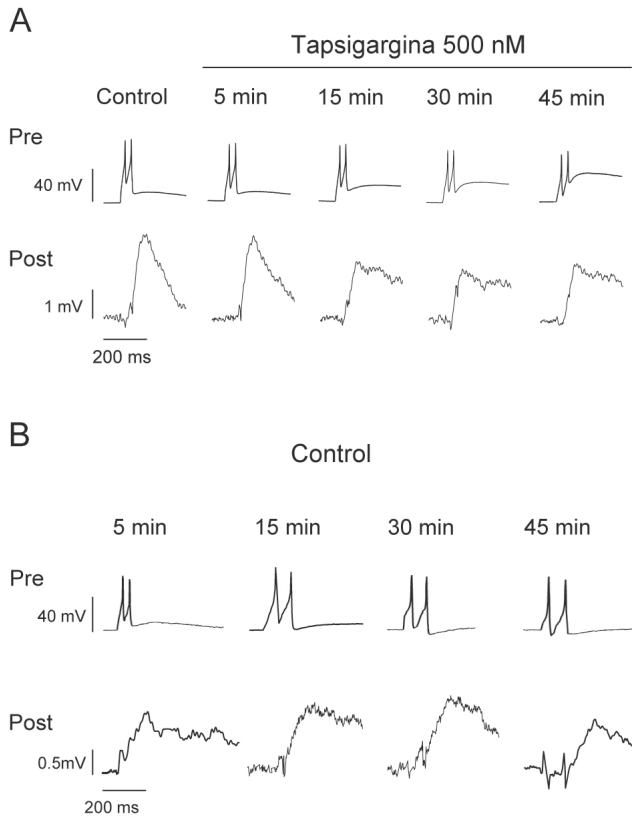 A
Tapsigargina 500 nM
Control 5 min 15 min 30 min 45 min
Pre
40 mV
Post
1 mV
200 ms
B
Control
5 min 15 min 30 min 45 min
Pre
40 mV
Post
0.5mV
200 ms